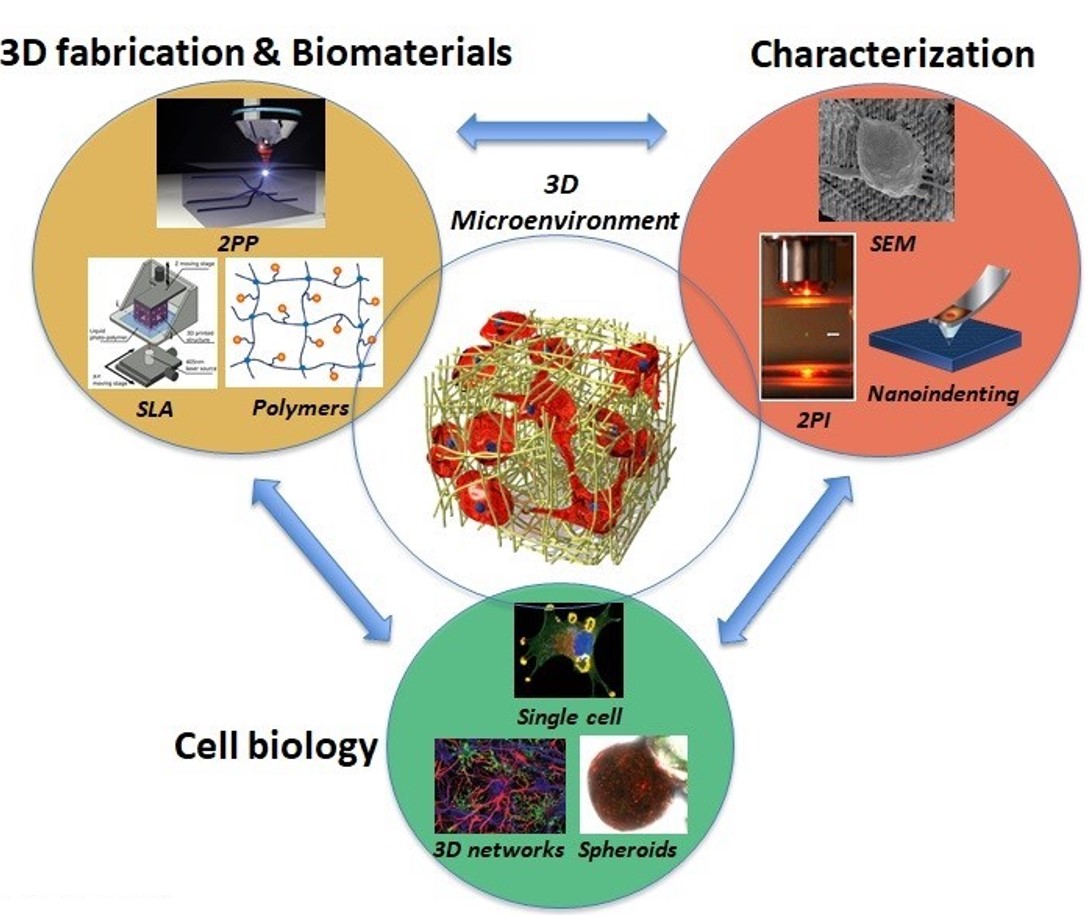 3D fabrication & Biomaterials
Characterization
3D
Microenvironment
2PP
Z moving stage
Liquid
photo-polymer
3D printed
structure
405nm
laser source
moving stage
SLA
Polymers
SEM
2PI
Nanoindenting
Cell biology
Single cell
3D networks
Spheroids